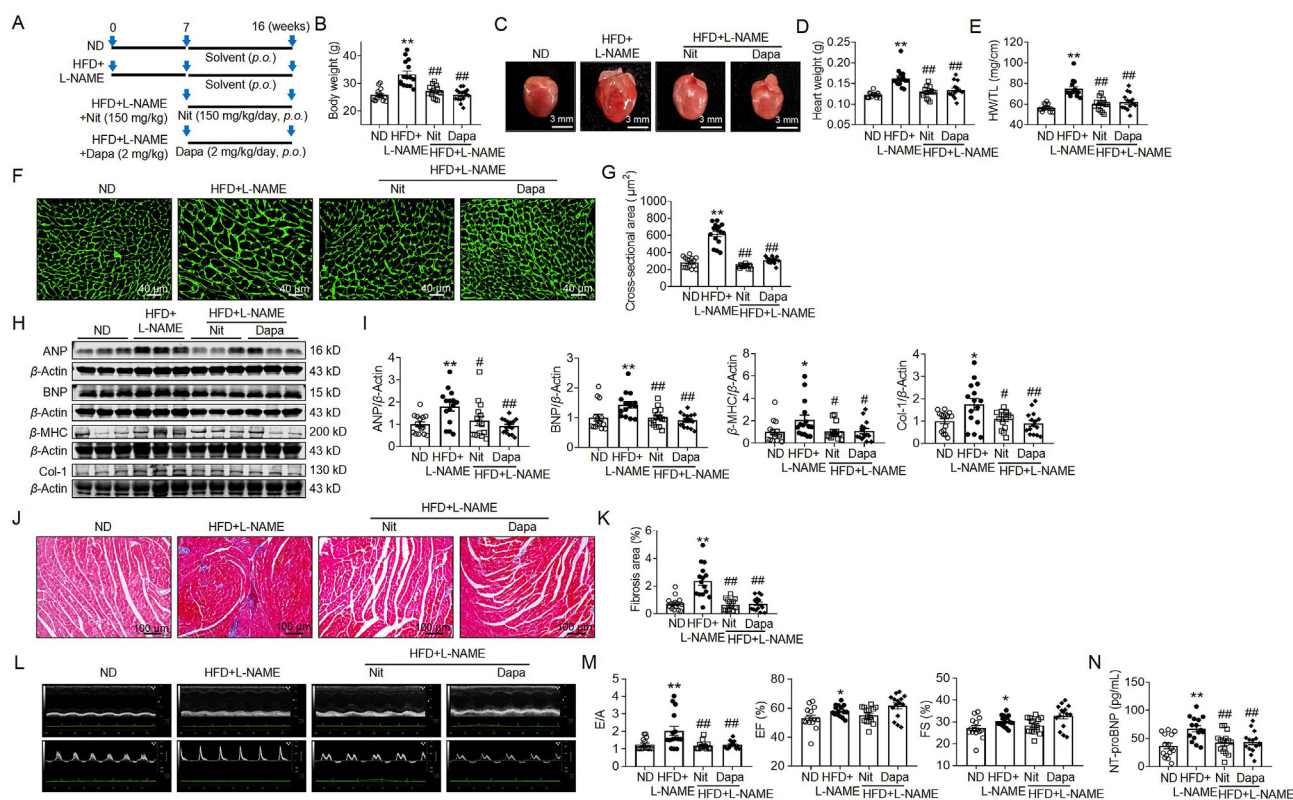 A
0 7 16 (weeks)
ND
Solvent (p.o.)
HFD+
L-NAME
Solvent (p.o.)
HFD+L-NAME
+Nit (150 mg/kg)
Nit (150 mg/kg/day, p.o.)
HFD+L-NAME
+Dapa (2 mg/kg)
Dapa (2 mg/kg/day, p.o.)
B
Body weight (g)
50
40
30
20
**
##
##
ND HFD+ Nit Dapa
L-NAME HFD+L-NAME
C
HFD+
HFD+L-NAME
ND L-NAME Nit Dapa
3 mm 3 mm 3 mm 3 mm
D
Heart weight (g)
0.30
0.25
0.20
0.15
0.10
0.05
0.00
**
##
##
ND HFD+ Nit Dapa
L-NAME HFD+L-NAME
E
HW/TL (mg/cm)
120
100
80
60
40
**
##
##
ND HFD+ Nit Dapa
L-NAME HFD+L-NAME
F
HFD+L-NAME
ND HFD+L-NAME Nit Dapa
40 μm 40 μm 40 μm 40 μm
G
Cross-sectional area (μm²)
1000
800
600
400
200
**
##
##
ND HFD+ Nit Dapa
L-NAME HFD+L-NAME
H
HFD+
HFD+L-NAME
ND L-NAME Nit Dapa
ANP 16 kD
β-Actin 43 kD
BNP 15 kD
β-Actin 43 kD
β-MHC 200 kD
β-Actin 43 kD
Col-1 130 kD
β-Actin 43 kD
I
ANP/β-Actin
4
3
2
1
0
**
#
##
ND HFD+ Nit Dapa
L-NAME HFD+L-NAME
BNP/β-Actin
3
2
1
0
**
##
##
ND HFD+ Nit Dapa
L-NAME HFD+L-NAME
β-MHC/β-Actin
8
6
4
2
0
*
#
#
ND HFD+ Nit Dapa
L-NAME HFD+L-NAME
Col-1/β-Actin
4
3
2
1
0
*
#
##
ND HFD+ Nit Dapa
L-NAME HFD+L-NAME
J
HFD+L-NAME
ND HFD+L-NAME Nit Dapa
100 μm 100 μm 100 μm 100 μm
K
Fibrosis area (%)
6
4
2
0
**
##
##
ND HFD+ Nit Dapa
L-NAME HFD+L-NAME
L
HFD+L-NAME
ND HFD+L-NAME Nit Dapa
M
E/A
5
4
3
2
1
0
**
##
##
ND HFD+ Nit Dapa
L-NAME HFD+L-NAME
EF (%)
80
60
40
20
*
ND HFD+ Nit Dapa
L-NAME HFD+L-NAME
FS (%)
50
40
30
20
10
*
ND HFD+ Nit Dapa
L-NAME HFD+L-NAME
N
NT-proBNP (pg/mL)
150
100
50
0
**
##
##
ND HFD+ Nit Dapa
L-NAME HFD+L-NAME